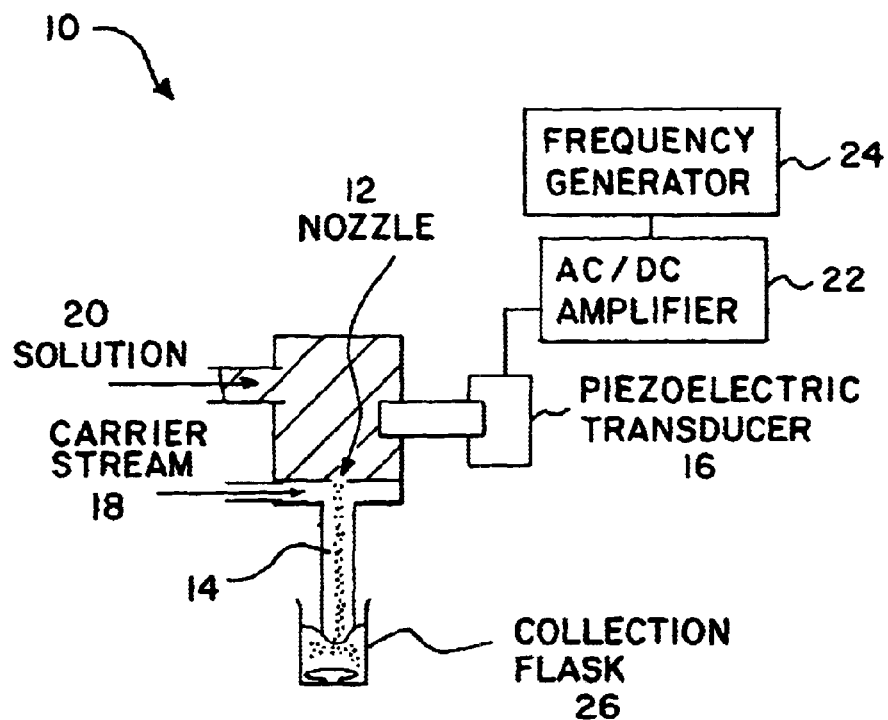 10
FREQUENCY
GENERATOR
24
12
NOZZLE
AC/DC
AMPLIFIER
22
20
SOLUTION
PIEZOELECTRIC
TRANSDUCER
16
CARRIER
STREAM
18
14
COLLECTION
FLASK
26